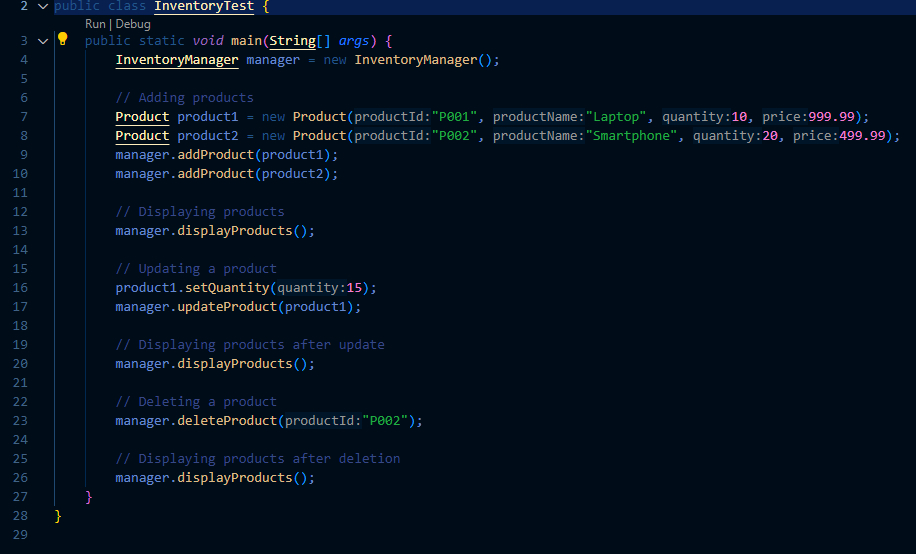 2 public class InventoryTest {
Run | Debug
3 public static void main(String[] args) {
4 InventoryManager manager = new InventoryManager();
5
6 // Adding products
7 Product product1 = new Product(productId:"P001", productName:"Laptop", quantity:10, price:999.99);
8 Product product2 = new Product(productId:"P002", productName:"Smartphone", quantity:20, price:499.99);
9 manager.addProduct(product1);
10 manager.addProduct(product2);
11
12 // Displaying products
13 manager.displayProducts();
14
15 // Updating a product
16 product1.setQuantity(quantity:15);
17 manager.updateProduct(product1);
18
19 // Displaying products after update
20 manager.displayProducts();
21
22 // Deleting a product
23 manager.deleteProduct(productId:"P002");
24
25 // Displaying products after deletion
26 manager.displayProducts();
27 }
28 }
29